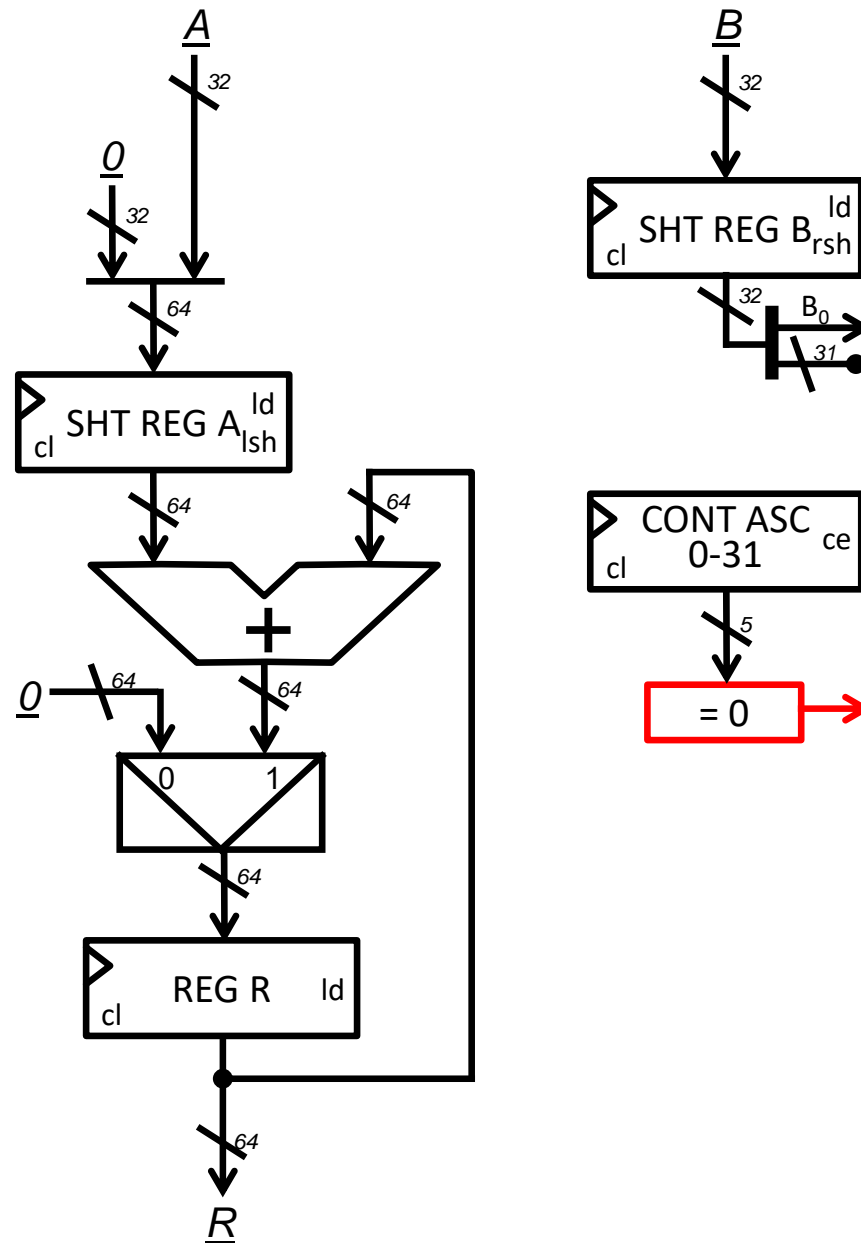 A
32
0
32
64
SHT REG A
ld
lsh
cl
64
64
+
0
64
64
0
1
64
REG R
ld
cl
64
R
B
32
SHT REG B
ld
rsh
cl
32
B0
31
CONT ASC
0-31
ce
cl
5
= 0